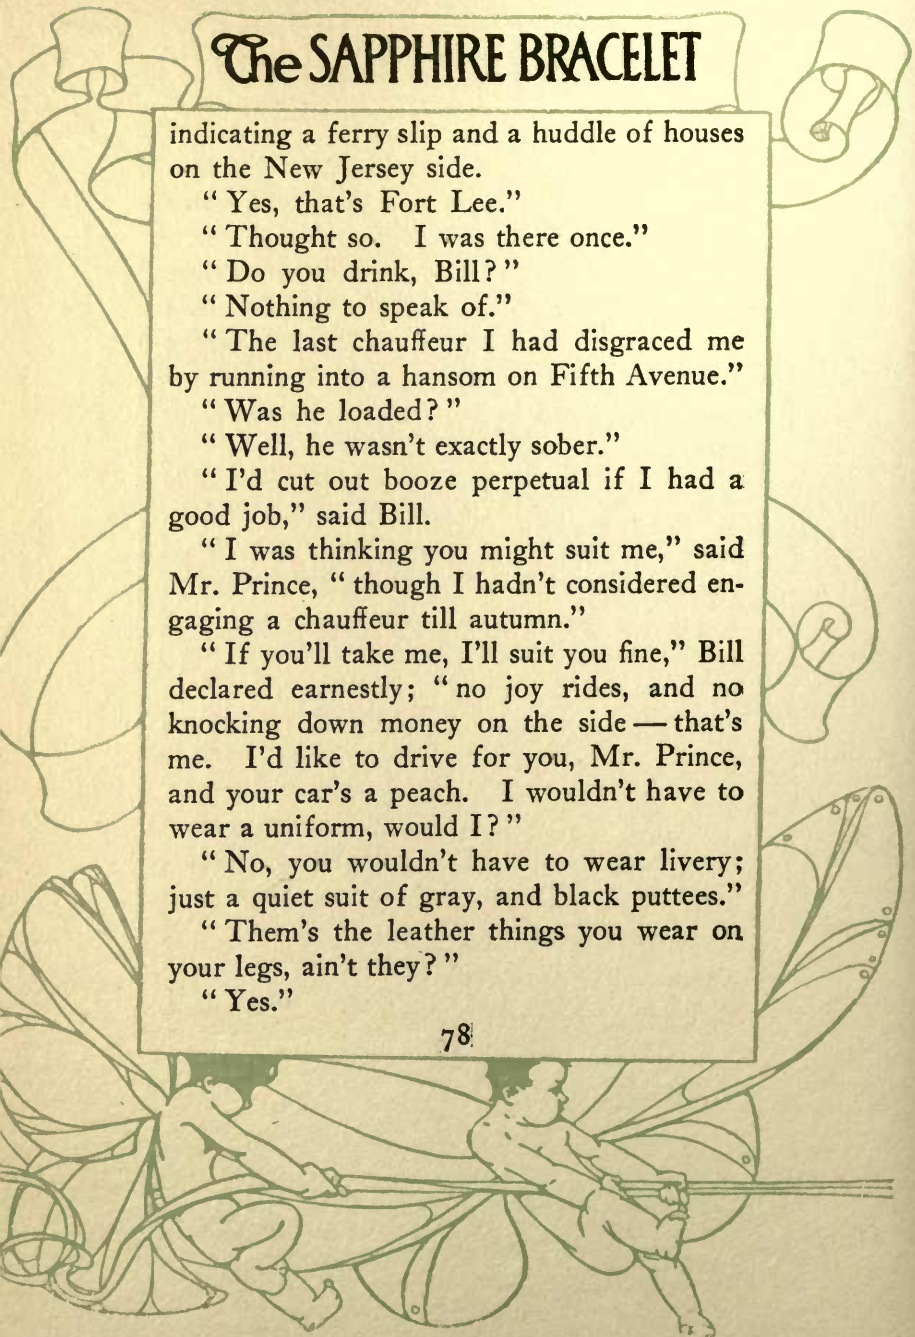 The SAPPHIRE BRACELET
indicating a ferry slip and a huddle of houses
on the New Jersey side.
“Yes, that's Fort Lee.”
“Thought so. I was there once.”
“Do you drink, Bill?”
“Nothing to speak of.”
“The last chauffeur I had disgraced me
by running into a hansom on Fifth Avenue.”
“Was he loaded?”
“Well, he wasn't exactly sober.”
“I'd cut out booze perpetual if I had a
good job,” said Bill.
“I was thinking you might suit me,” said
Mr. Prince, “though I hadn't considered en-
gaging a chauffeur till autumn.”
“If you'll take me, I'll suit you fine,” Bill
declared earnestly; “no joy rides, and no
knocking down money on the side — that's
me. I'd like to drive for you, Mr. Prince,
and your car's a peach. I wouldn't have to
wear a uniform, would I?”
“No, you wouldn't have to wear livery;
just a quiet suit of gray, and black puttees.”
“Them's the leather things you wear on
your legs, ain't they?”
“Yes.”
78